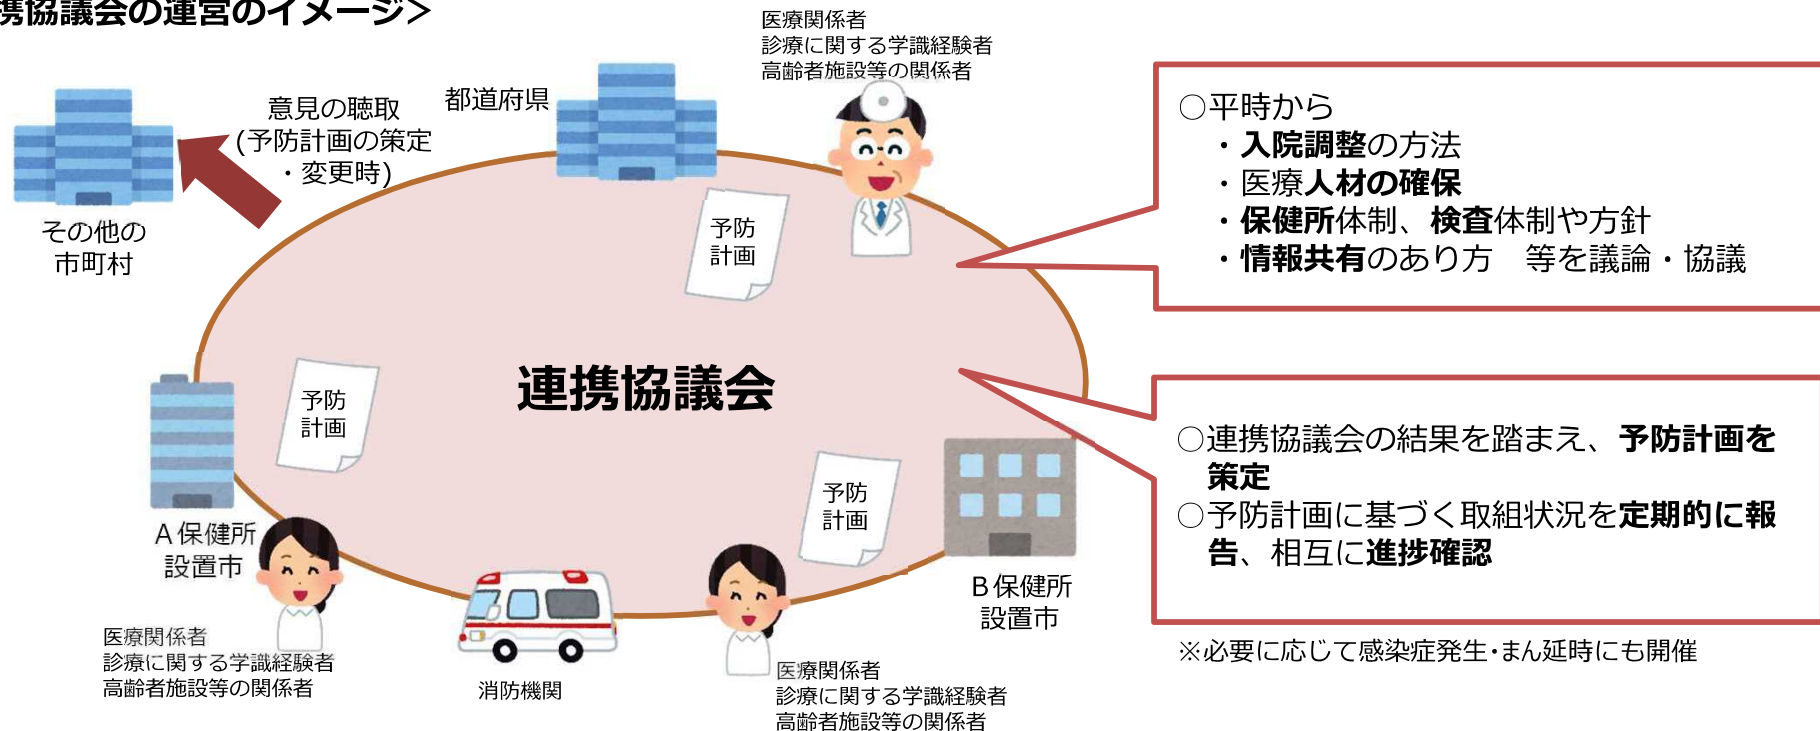 携協議会の運営のイメージ＞
医療関係者
診療に関する学識経験者
高齢者施設等の関係者
都道府県
意見の聴取
(予防計画の策定
・変更時)
その他の
市町村
予防
計画
○平時から
・入院調整の方法
・医療人材の確保
・保健所体制、検査体制や方針
・情報共有のあり方　等を議論・協議
連携協議会
予防
計画
予防
計画
○連携協議会の結果を踏まえ、予防計画を
策定
○予防計画に基づく取組状況を定期的に報
告、相互に進捗確認
Ａ保健所
設置市
Ｂ保健所
設置市
医療関係者
診療に関する学識経験者
高齢者施設等の関係者
消防機関
医療関係者
診療に関する学識経験者
高齢者施設等の関係者
※必要に応じて感染症発生･まん延時にも開催